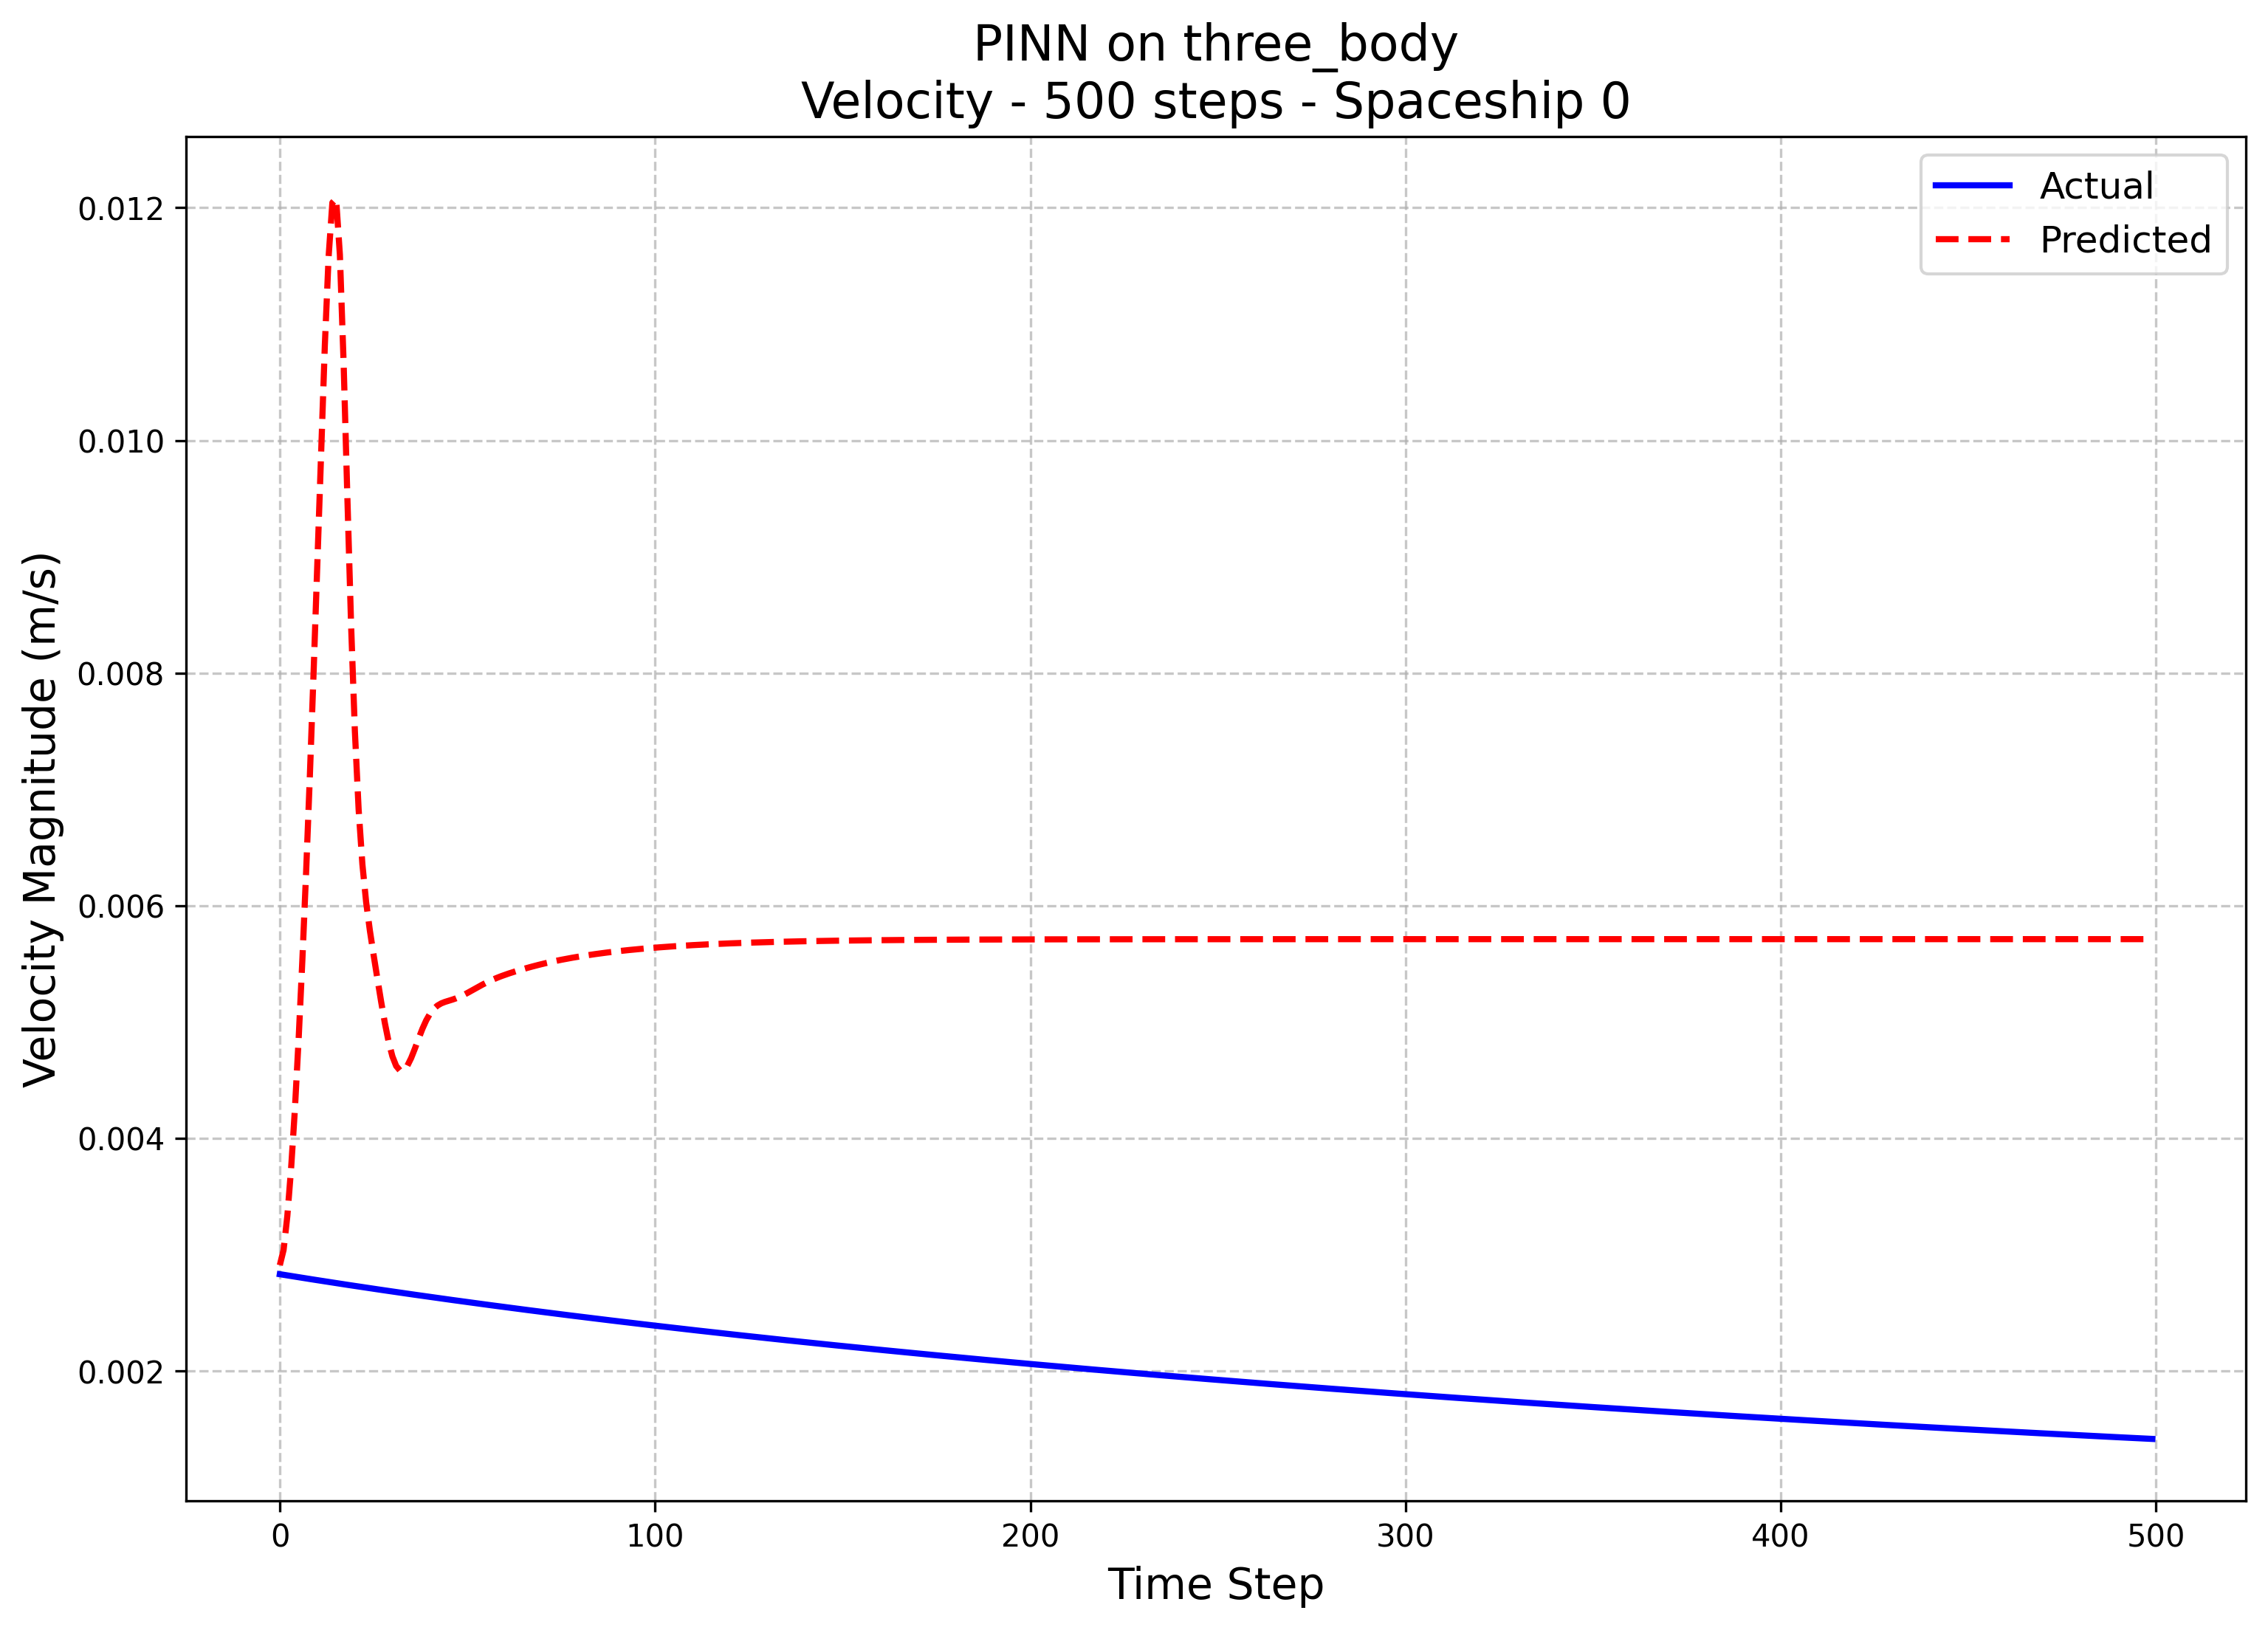 PINN on three_body
Velocity - 500 steps - Spaceship 0
Actual
Predicted
Velocity Magnitude (m/s)
0.012
0.010
0.008
0.006
0.004
0.002
0 100 200 300 400 500
Time Step